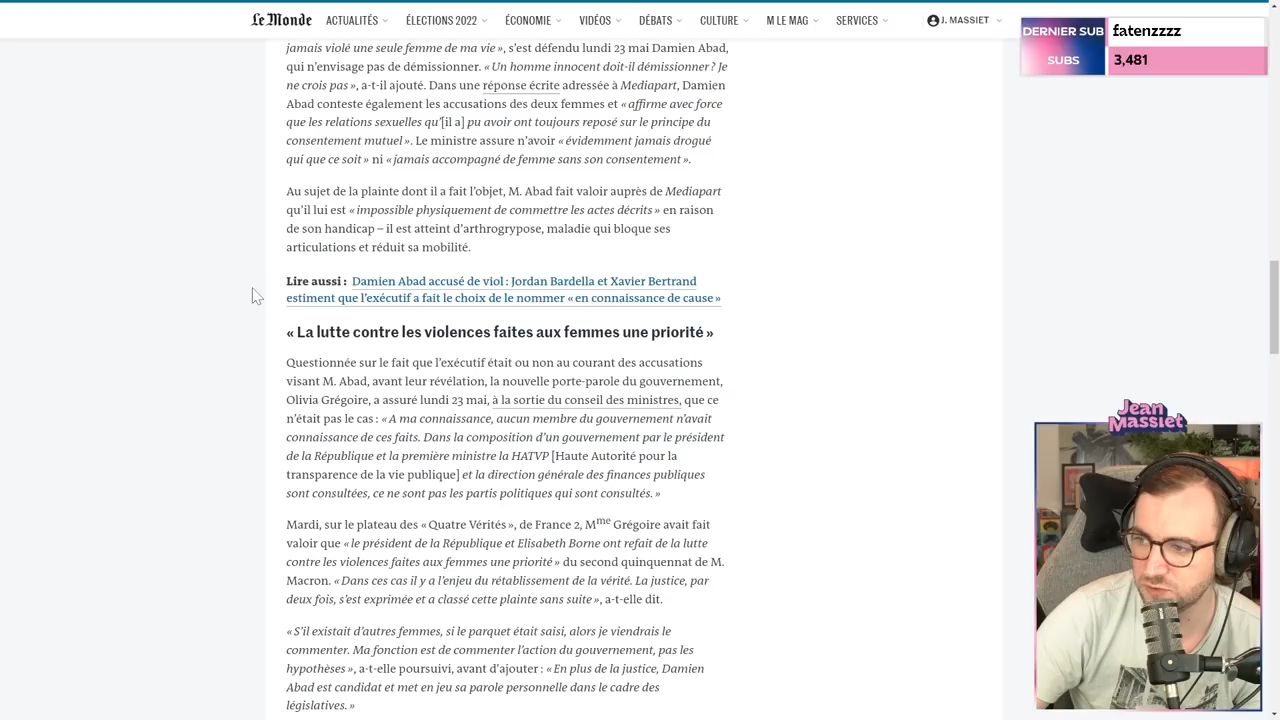 Le Monde
ACTUALITÉS
ÉLECTIONS 2022
ÉCONOMIE
VIDÉOS
DÉBATS
CULTURE
M LE MAG
SERVICES
J. MASSIET
DERNIER SUB
fatenzzzz
SUBS
3,481
jamais violé une seule femme de ma vie », s’est défendu lundi 23 mai Damien Abad,
qui n’envisage pas de démissionner. « Un homme innocent doit-il démissionner ? Je
ne crois pas », a-t-il ajouté. Dans une réponse écrite adressée à Mediapart, Damien
Abad conteste également les accusations des deux femmes et « affirme avec force
que les relations sexuelles qu’[il a] pu avoir ont toujours reposé sur le principe du
consentement mutuel ». Le ministre assure n’avoir « évidemment jamais drogué
qui que ce soit » ni « jamais accompagné de femme sans son consentement ».
Au sujet de la plainte dont il a fait l’objet, M. Abad fait valoir auprès de Mediapart
qu’il lui est « impossible physiquement de commettre les actes décrits » en raison
de son handicap – il est atteint d’arthrogrypose, maladie qui bloque ses
articulations et réduit sa mobilité.
Lire aussi : Damien Abad accusé de viol : Jordan Bardella et Xavier Bertrand
estiment que l’exécutif a fait le choix de le nommer « en connaissance de cause »
« La lutte contre les violences faites aux femmes une priorité »
Questionnée sur le fait que l’exécutif était ou non au courant des accusations
visant M. Abad, avant leur révélation, la nouvelle porte-parole du gouvernement,
Olivia Grégoire, a assuré lundi 23 mai, à la sortie du conseil des ministres, que ce
n’était pas le cas : « A ma connaissance, aucun membre du gouvernement n’avait
connaissance de ces faits. Dans la composition d’un gouvernement par le président
de la République et la première ministre la HATVP [Haute Autorité pour la
transparence de la vie publique] et la direction générale des finances publiques
sont consultées, ce ne sont pas les partis politiques qui sont consultés. »
Mardi, sur le plateau des « Quatre Vérités », de France 2, Mme Grégoire avait fait
valoir que « le président de la République et Elisabeth Borne ont refait de la lutte
contre les violences faites aux femmes une priorité » du second quinquennat de M.
Macron. « Dans ces cas il y a l’enjeu du rétablissement de la vérité. La justice, par
deux fois, s’est exprimée et a classé cette plainte sans suite », a-t-elle dit.
« S’il existait d’autres femmes, si le parquet était saisi, alors je viendrais le
commenter. Ma fonction est de commenter l’action du gouvernement, pas les
hypothèses », a-t-elle poursuivi, avant d’ajouter : « En plus de la justice, Damien
Abad est candidat et met en jeu sa parole personnelle dans le cadre des
législatives. »
Jean
Massiet